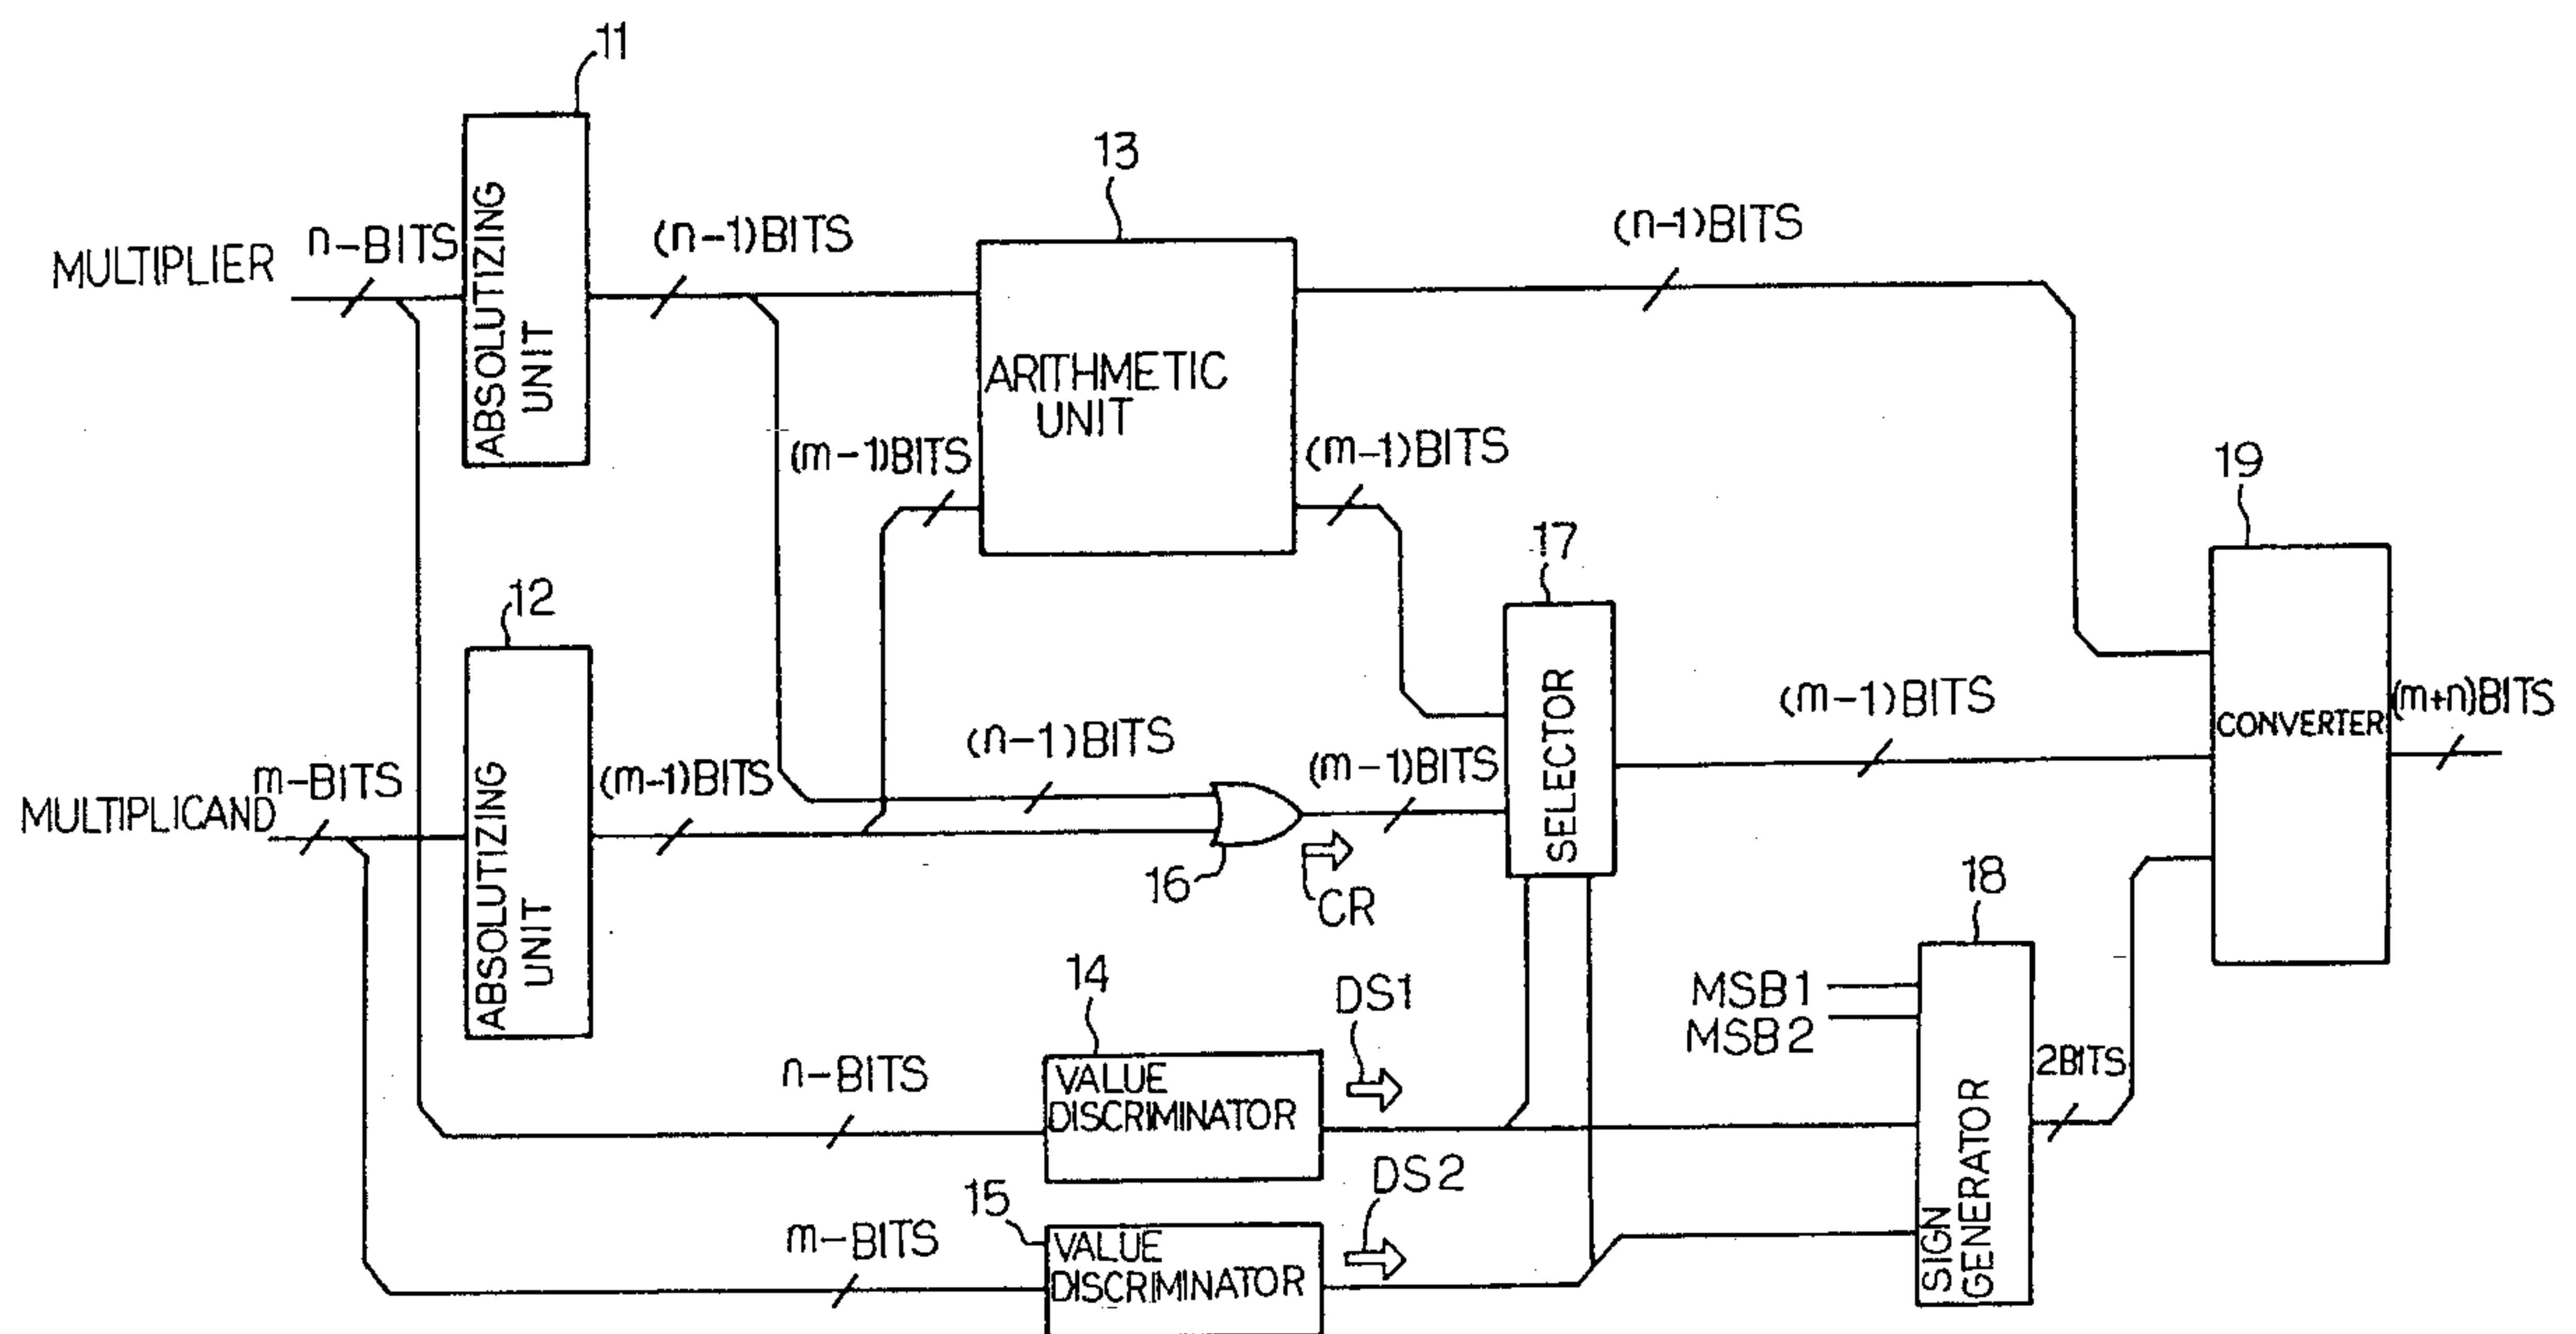 11
ABSOLUTIZING
UNIT
MULTIPLIER
n-BITS
(n-1)BITS
13
ARITHMETIC
UNIT
(n-1)BITS
(m-1)BITS
(m-1)BITS
12
ABSOLUTIZING
UNIT
MULTIPLICAND
m-BITS
(m-1)BITS
(n-1)BITS
(m-1)BITS
16
CR
17
SELECTOR
(m-1)BITS
19
CONVERTER
(m+n)BITS
14
VALUE
DISCRIMINATOR
n-BITS
DS1
15
VALUE
DISCRIMINATOR
m-BITS
DS2
18
MSB1
MSB2
SIGN
GENERATOR
2BITS